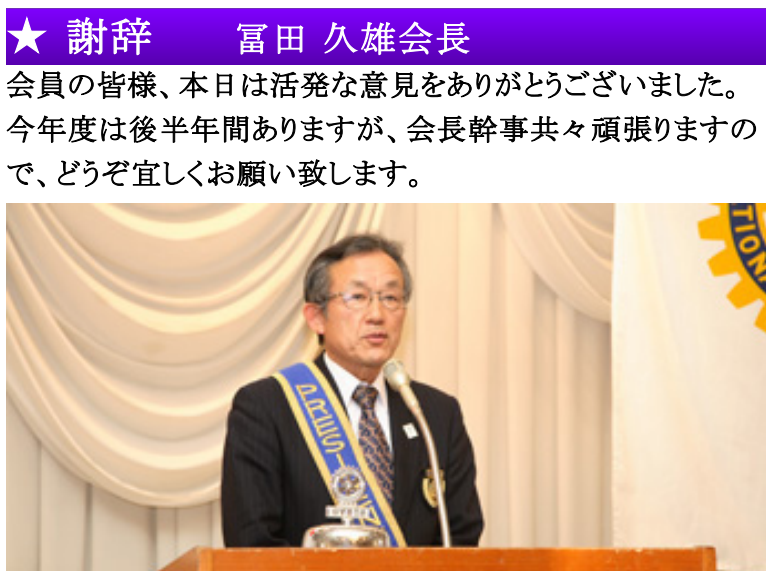 ★ 謝辞 冨田 久雄会長
会員の皆様、本日は活発な意見をありがとうございました。
今年度は後半年間ありますが、会長幹事共々頑張りますの
で、どうぞ宜しくお願い致します。
PRESI
TIONA